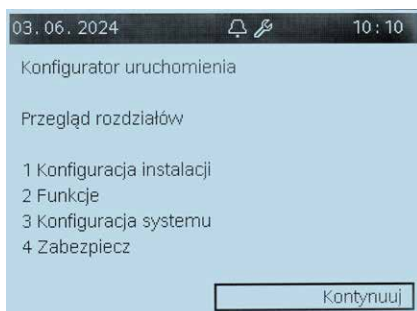 03.06.2024 10:10
Konfigurator uruchomienia
Przegląd rozdziałów
1 Konfiguracja instalacji
2 Funkcje
3 Konfiguracja systemu
4 Zabezpiecz
Kontynuuj